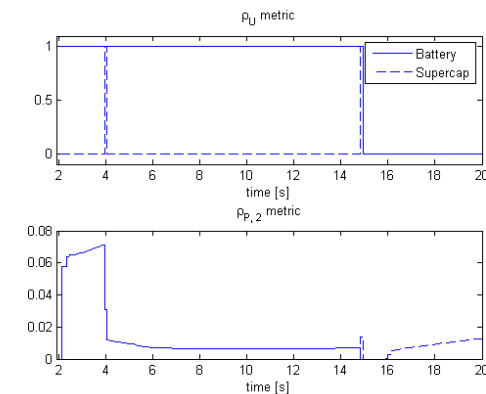 ρU metric
1
0.5
0
Battery
Supercap
2 4 6 8 10 12 14 16 18 20
time [s]
ρP, 2 metric
0.08
0.06
0.04
0.02
0
2 4 6 8 10 12 14 16 18 20
time [s]